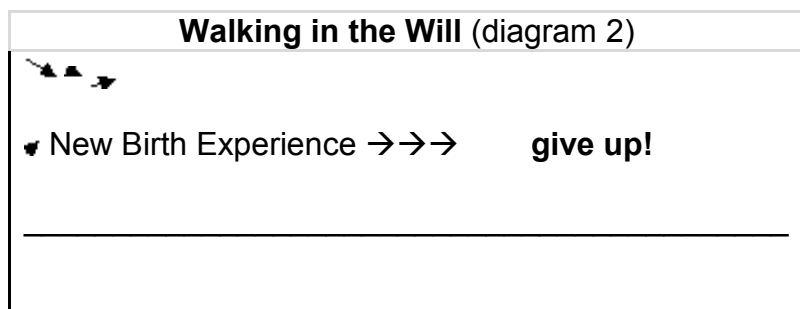 Walking in the Will (diagram 2)
New Birth Experience →→→ give up!